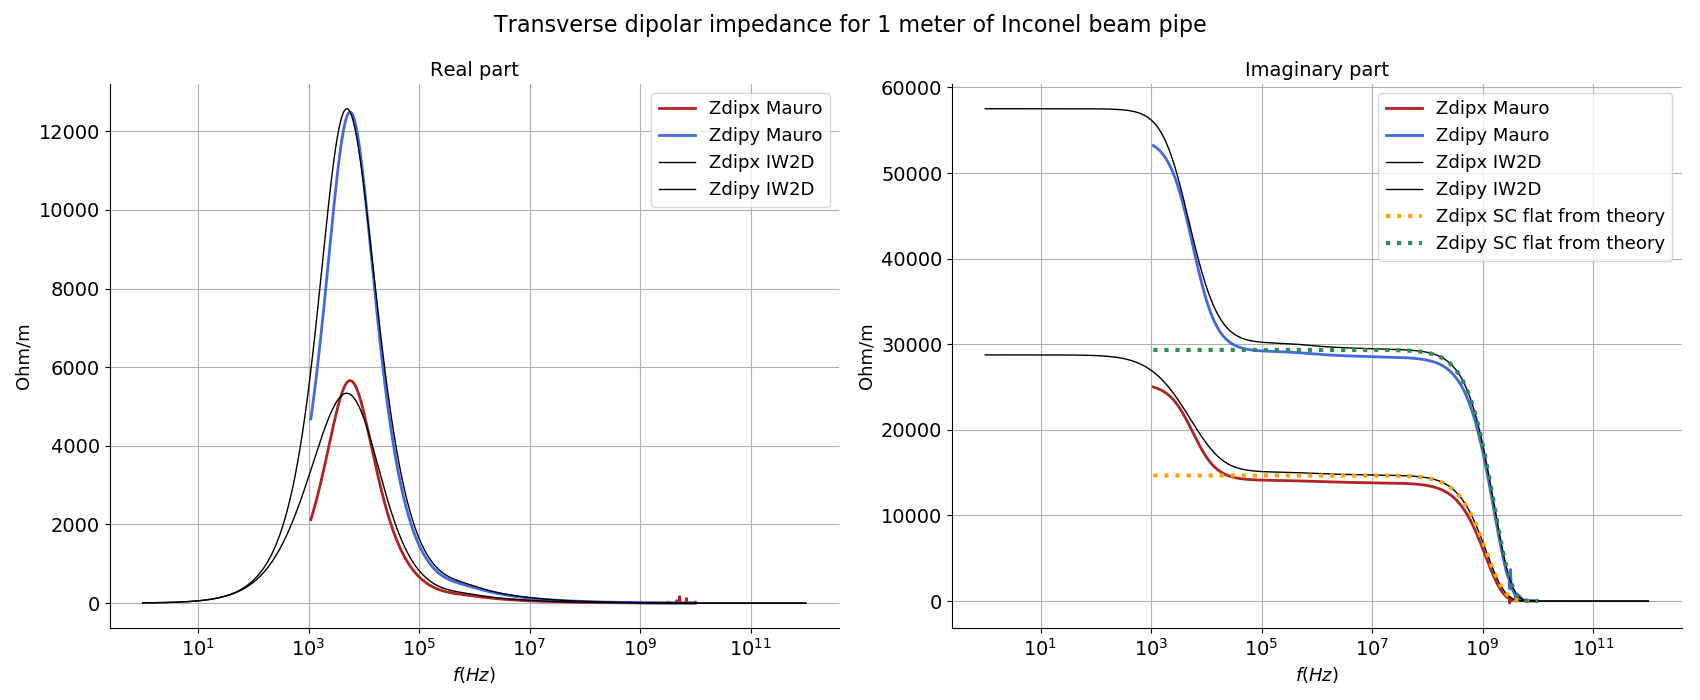 Transverse dipolar impedance for 1 meter of Inconel beam pipe
Real part
Ohm/m
12000
10000
8000
6000
4000
2000
0
10¹
10³
10⁵
10⁷
10⁹
10¹¹
f(Hz)
Zdipx Mauro
Zdipy Mauro
Zdipx IW2D
Zdipy IW2D
Imaginary part
Ohm/m
60000
50000
40000
30000
20000
10000
0
10¹
10³
10⁵
10⁷
10⁹
10¹¹
f(Hz)
Zdipx Mauro
Zdipy Mauro
Zdipx IW2D
Zdipy IW2D
Zdipx SC flat from theory
Zdipy SC flat from theory